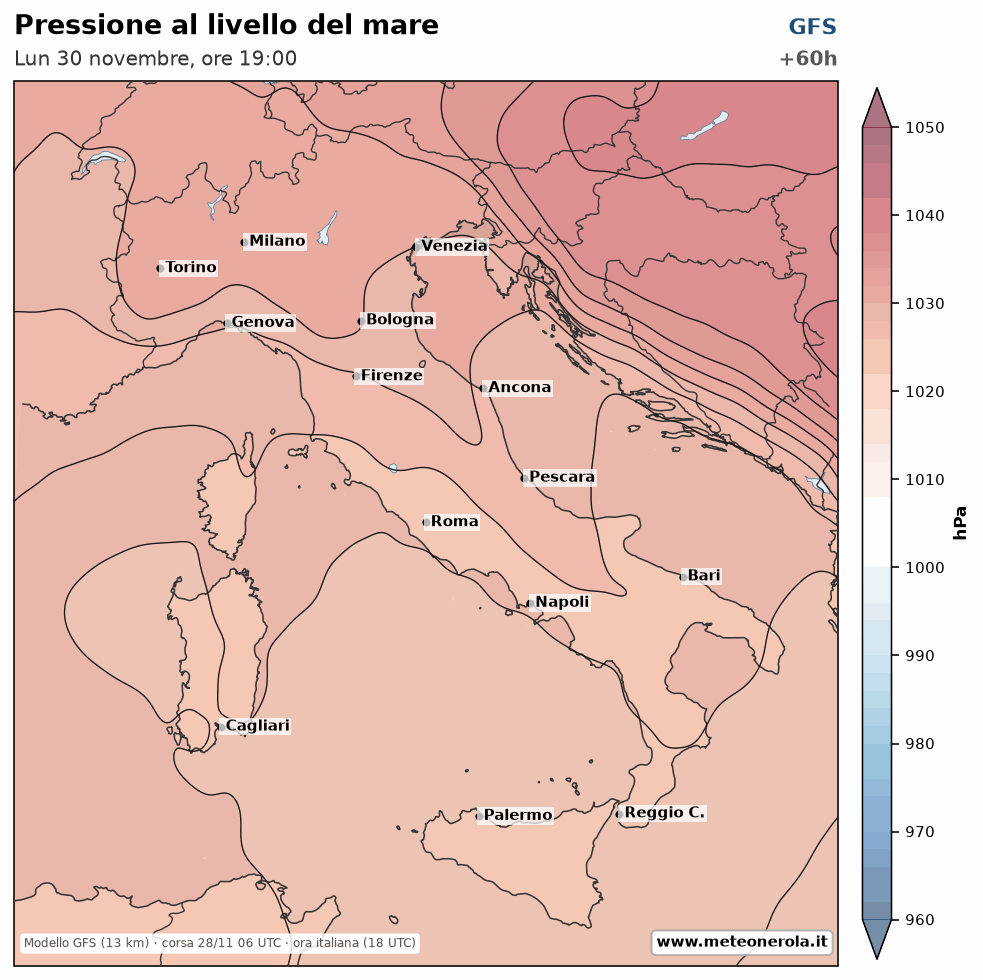 Pressione al livello del mare
GFS
Lun 30 novembre, ore 19:00
+60h
1050
1040
1030
1020
1010
1000
990
980
970
960
hPa
Milano
Venezia
Torino
Genova
Bologna
Firenze
Ancona
Pescara
Roma
Bari
Napoli
Cagliari
Palermo
Reggio C.
Modello GFS (13 km) · corsa 28/11 06 UTC · ora italiana (18 UTC)
www.meteonerola.it